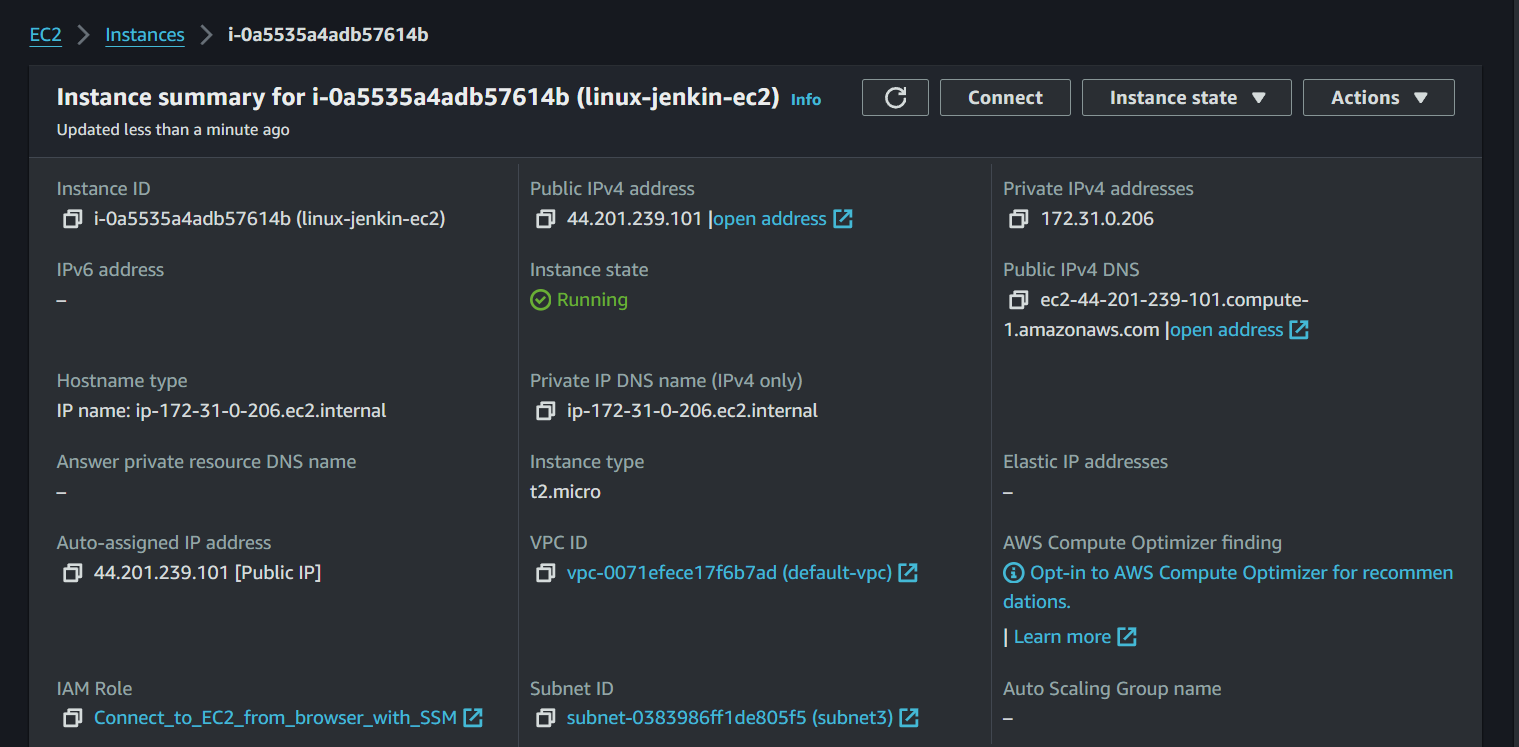 EC2 > Instances > i-0a5535a4adb57614b
Instance summary for i-0a5535a4adb57614b (linux-jenkin-ec2) Info
Updated less than a minute ago
Connect
Instance state
Actions
Instance ID
i-0a5535a4adb57614b (linux-jenkin-ec2)
Public IPv4 address
44.201.239.101 |open address
Private IPv4 addresses
172.31.0.206
IPv6 address
–
Instance state
Running
Public IPv4 DNS
ec2-44-201-239-101.compute-
1.amazonaws.com |open address
Hostname type
IP name: ip-172-31-0-206.ec2.internal
Private IP DNS name (IPv4 only)
ip-172-31-0-206.ec2.internal
Answer private resource DNS name
–
Instance type
t2.micro
Elastic IP addresses
–
Auto-assigned IP address
44.201.239.101 [Public IP]
VPC ID
vpc-0071efece17f6b7ad (default-vpc)
AWS Compute Optimizer finding
Opt-in to AWS Compute Optimizer for recommen
dations.
| Learn more
IAM Role
Connect_to_EC2_from_browser_with_SSM
Subnet ID
subnet-0383986ff1de805f5 (subnet3)
Auto Scaling Group name
–